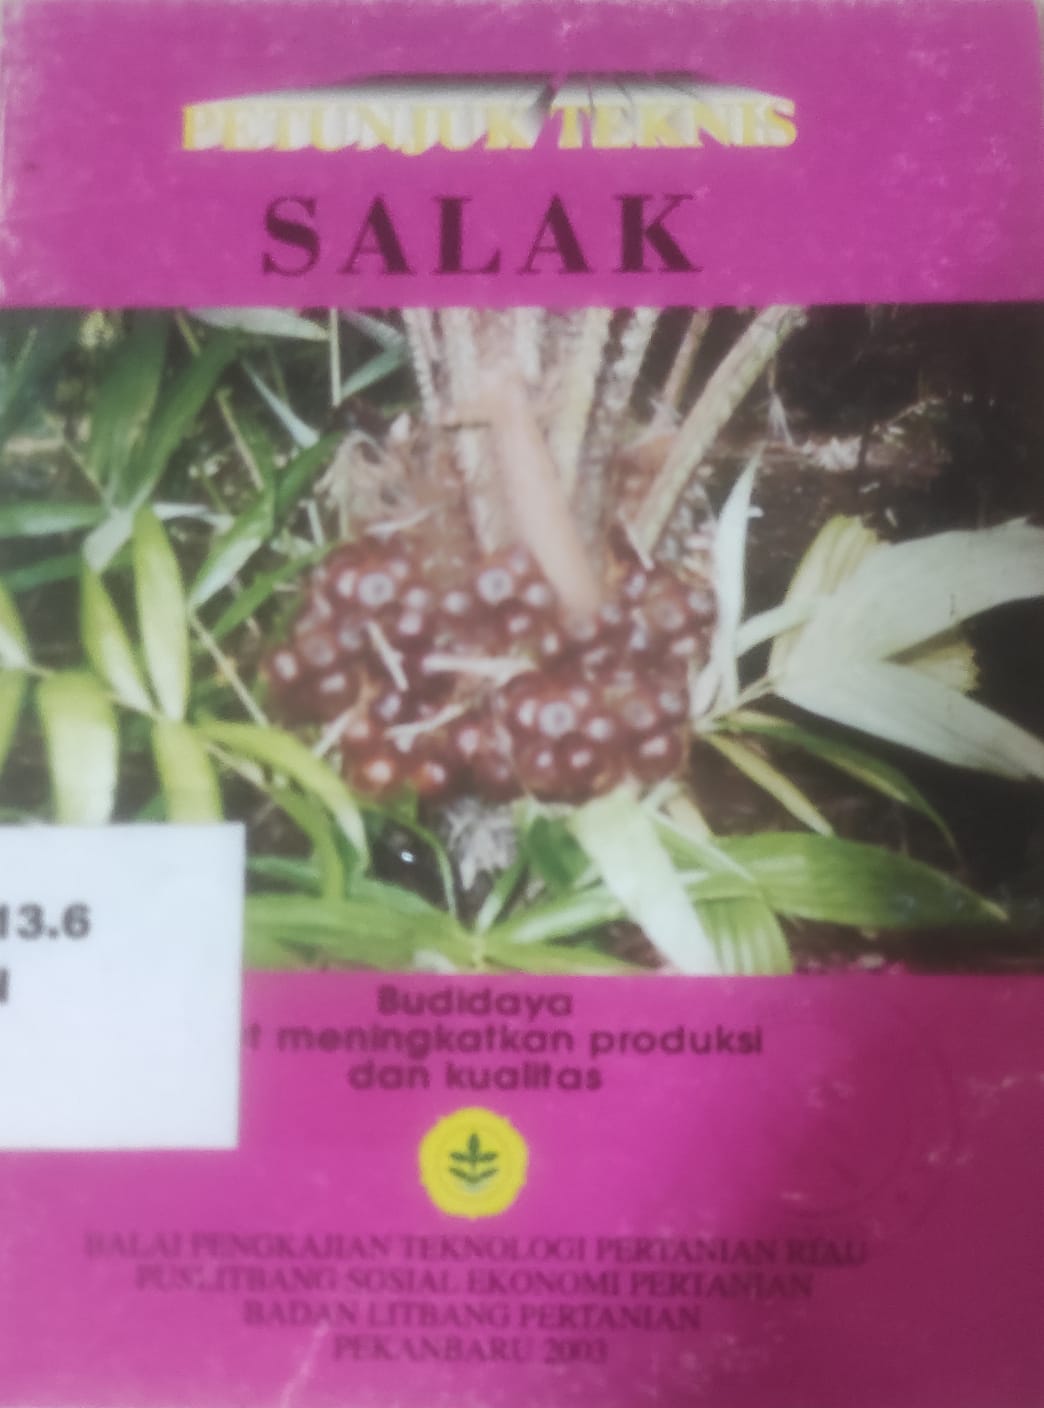 PETUNJUK TEKNIS
SALAK
13.6
Budidaya
t meningkatkan produksi
dan kualitas
BALAI PENGKAJIAN TEKNOLOGI PERTANIAN RIAU
PUSLITBANG SOSIAL EKONOMI PERTANIAN
BADAN LITBANG PERTANIAN
PEKANBARU 2003